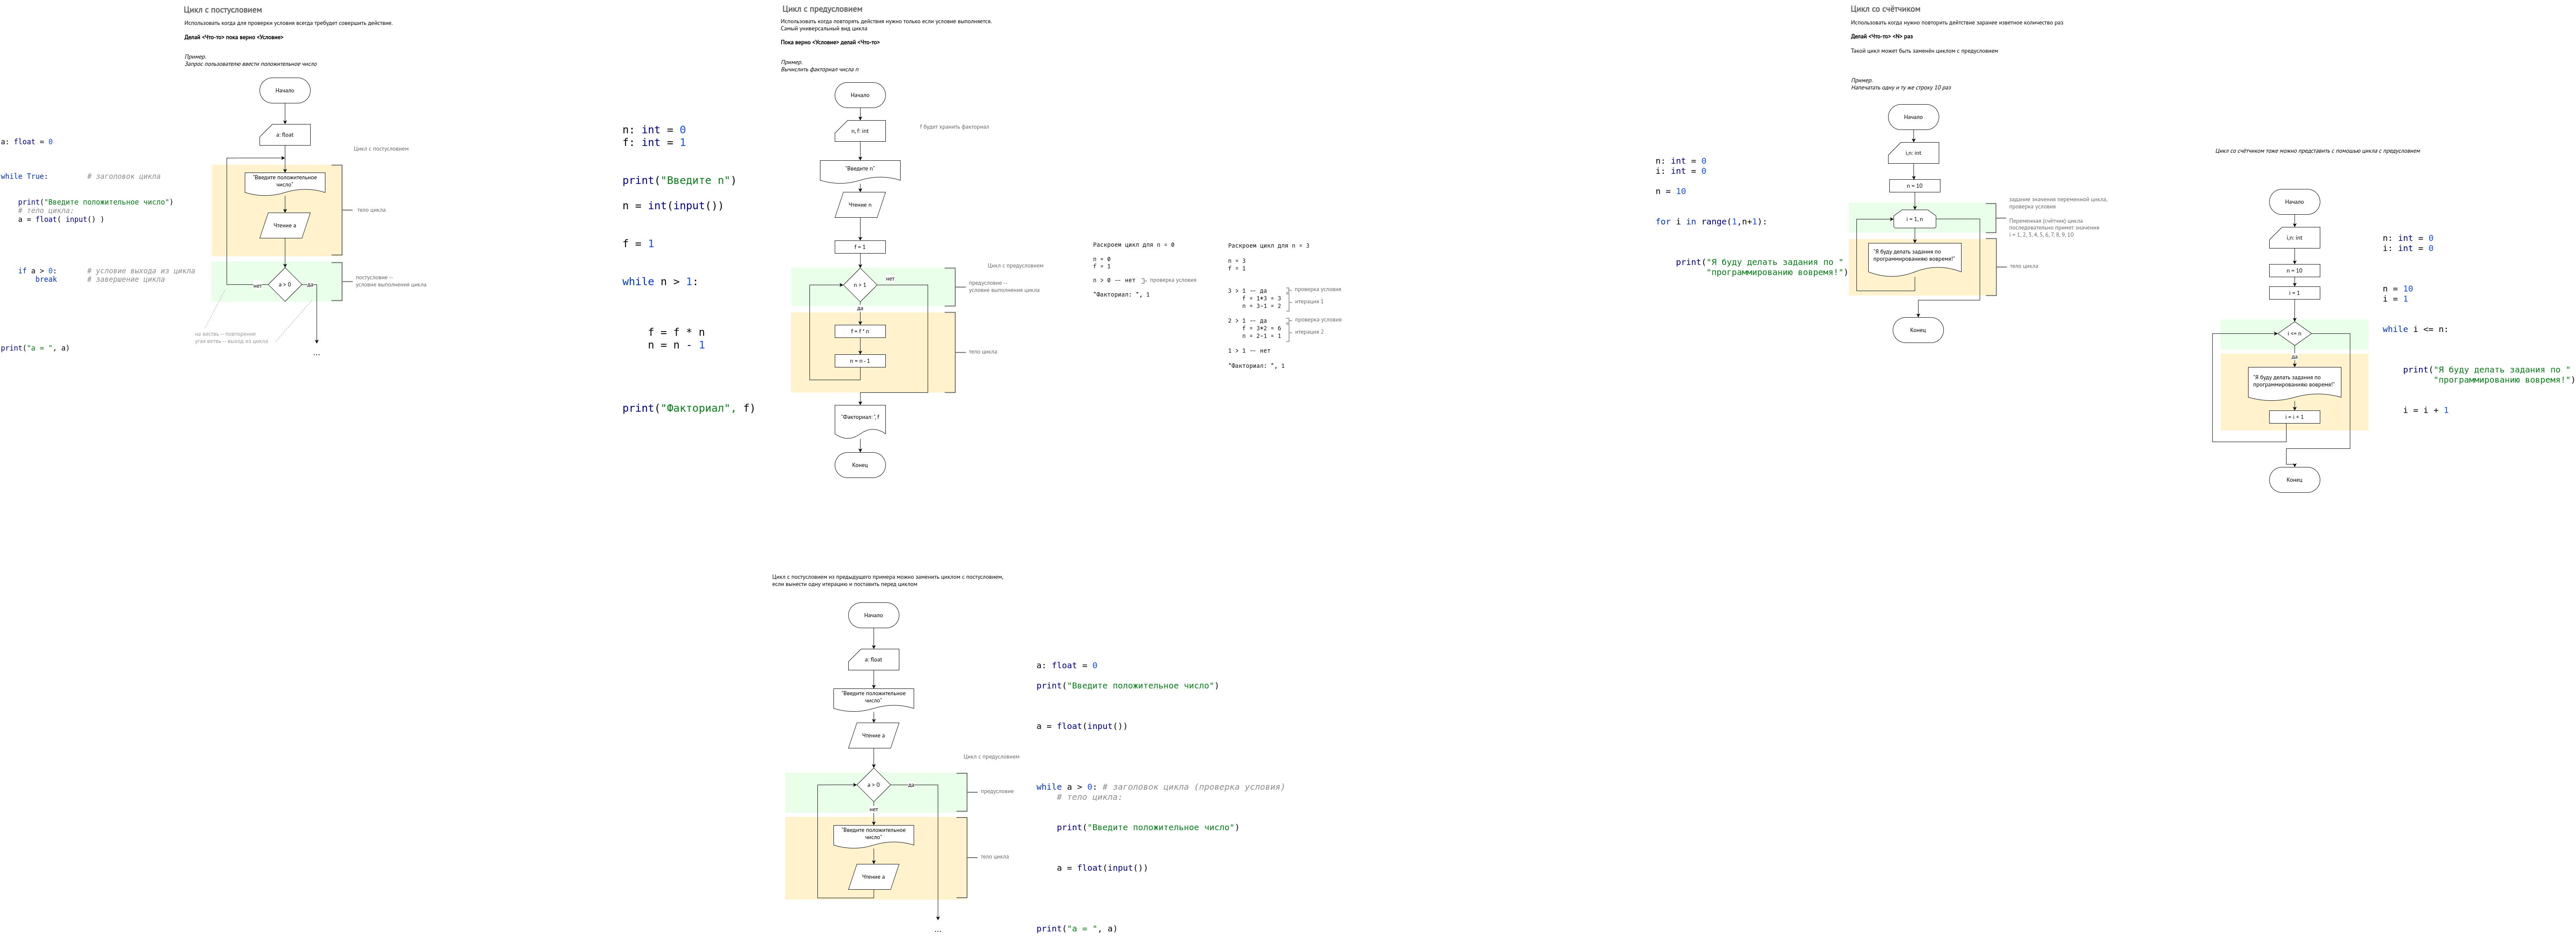 Цикл с постусловием
Использовать когда для проверки условия всегда требудет совершить действие.
Делай <Что-то> пока верно <Условие>
Пример.
Запрос пользователю ввести положительное число
Начало
a: float
Цикл с постусловием
"Введите положительное
число"
Чтение a
тело цикла
a > 0
нет
да
постусловие --
условие выполнения цикла
на ветвь -- повторение
угая ветвь -- выход из цикла
...
a: float = 0
while True: # заголовок цикла
print("Введите положительное число")
# тело цикла:
a = float( input() )
if a > 0: # условие выхода из цикла
break # завершение цикла
print("a = ", a)
Цикл с предусловием
Использовать когда повторять действия нужно только если условие выполняется.
Самый универсальный вид цикла
Пока верно <Условие> делай <Что-то>
Пример.
Вычислить факториал числа n
Начало
n, f: int
f будет хранить факториал
"Введите n"
Чтение n
f = 1
Цикл с предусловием
n > 1
нет
да
предусловие --
условие выполнения цикла
f = f * n
n = n - 1
тело цикла
"Факториал: ", f
Конец
n: int = 0
f: int = 1
print("Введите n")
n = int(input())
f = 1
while n > 1:
f = f * n
n = n - 1
print("Факториал", f)
Раскроем цикл для n = 0
n = 0
f = 1
n > 0 -- нет
проверка условия
"Факториал: ", 1
Раскроем цикл для n = 3
n = 3
f = 1
3 > 1 -- да
проверка условия
f = 1*3 = 3
n = 3-1 = 2
итерация 1
2 > 1 -- да
проверка условия
f = 3*2 = 6
n = 2-1 = 1
итерация 2
1 > 1 -- нет
"Факториал: ", 1
Цикл с постусловием из предыдущего примера можно заменить циклом с постусловием,
если вынести одну итерацию и поставить перед циклом
Начало
a: float
"Введите положительное
число"
Чтение a
Цикл с предусловием
a > 0
да
нет
предусловие
"Введите положительное
число"
Чтение a
тело цикла
...
a: float = 0
print("Введите положительное число")
a = float(input())
while a > 0: # заголовок цикла (проверка условия)
# тело цикла:
print("Введите положительное число")
a = float(input())
print("a = ", a)
Цикл со счётчиком
Использовать когда нужно повторить дейтствие заранее изветное количество раз
Делай <Что-то> <N> раз
Такой цикл может быть заменён циклом с предусловием
Пример.
Напечатать одну и ту же строку 10 раз
Начало
i,n: int
n = 10
i = 1, n
задание значения переменной цикла,
проверка условия
Переменная (счётчик) цикла
последовательно примет значения
i = 1, 2, 3, 4, 5, 6, 7, 8, 9, 10
"Я буду делать задания по
программированияю вовремя!"
тело цикла
Конец
n: int = 0
i: int = 0
n = 10
for i in range(1,n+1):
print("Я буду делать задания по "
"программированию вовремя!")
Цикл со счётчиком тоже можно представить с помошью цикла с предусловием
Начало
i,n: int
n = 10
i = 1
i <= n
да
"Я буду делать задания по
программированияю вовремя!"
i = i + 1
Конец
n: int = 0
i: int = 0
n = 10
i = 1
while i <= n:
print("Я буду делать задания по "
"программированию вовремя!")
i = i + 1